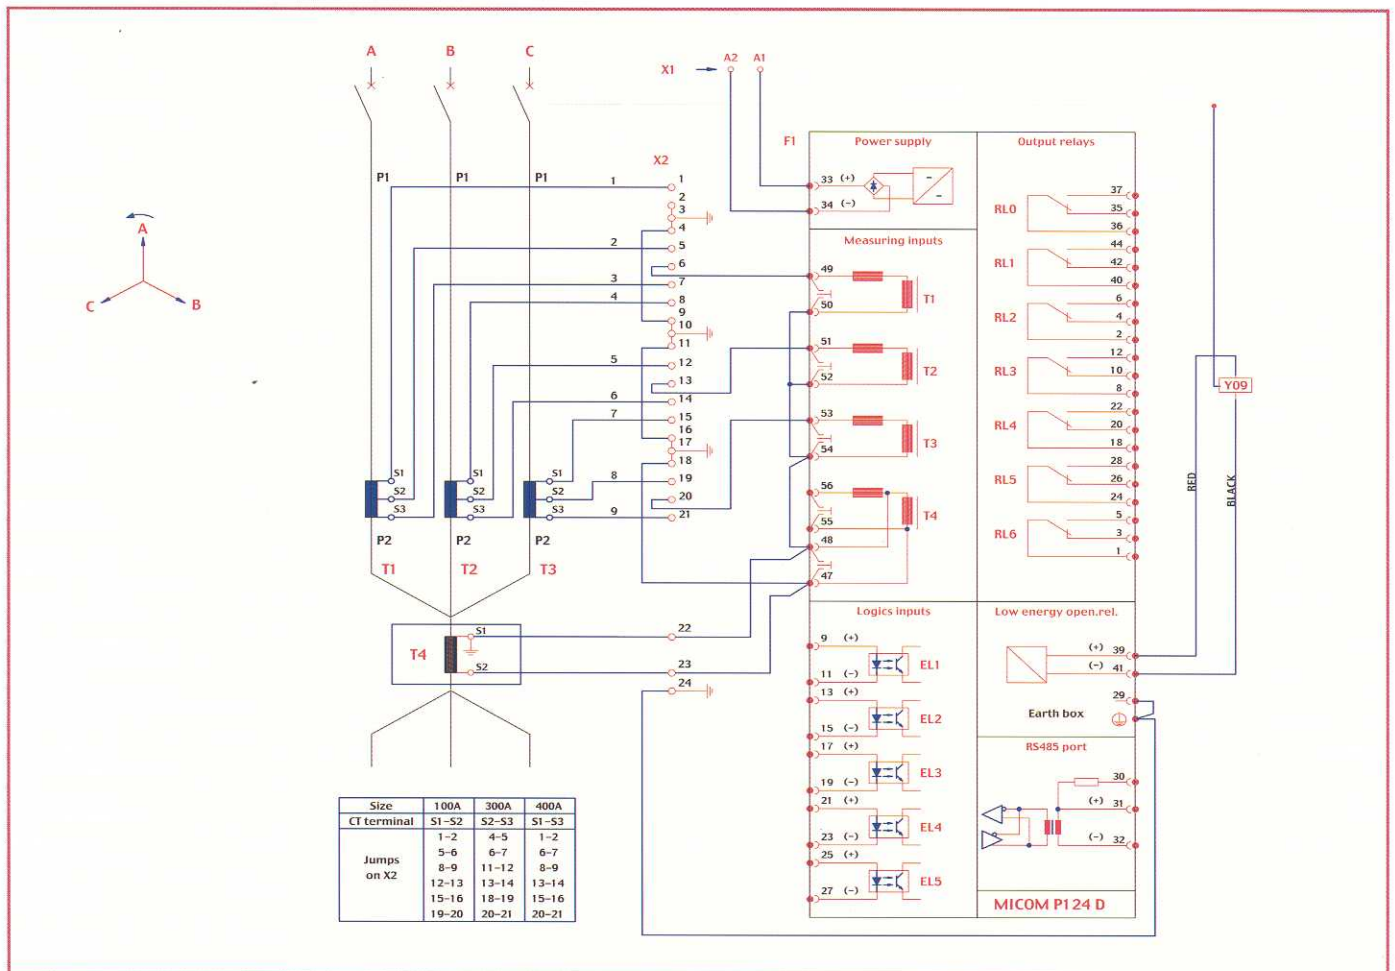 A B C
X1 A2 A1
F1 Power supply Output relays
X2
P1 P1 P1
1 1
2
3
4
2 5
6
3 7
4 8
9
10
11
5 12
13
6 14
7 15
16
17
18
8 19
20
9 21
A
C B
33 (+)
34 (-)
Measuring inputs
49
T1
50
51
T2
52
53
T3
54
56
T4
55
48
47
37
RL0 35
36
44
RL1 42
40
6
RL2 4
2
12
RL3 10
8
22
RL4 20
18
28
RL5 26
24
5
RL6 3
1
Y09
RED
BLACK
S1 S1 S1
S2 S2 S2
S3 S3 S3
P2 P2 P2
T1 T2 T3
T4
S1 22
S2 23
24
Logics inputs
9 (+)
EL1
11 (-)
13 (+)
EL2
15 (-)
17 (+)
EL3
19 (-)
21 (+)
EL4
23 (-)
25 (+)
EL5
27 (-)
Low energy open.rel.
(+) 39
(-) 41
29
Earth box
RS485 port
30
(+) 31
(-) 32
MICOM P124 D
Size 100A 300A 400A
CT terminal S1-S2 S2-S3 S1-S3
Jumps on X2
1-2 4-5 1-2
5-6 6-7 6-7
8-9 11-12 8-9
12-13 13-14 13-14
15-16 18-19 15-16
19-20 20-21 20-21